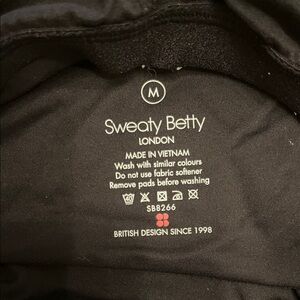 M
Sweaty Betty
LONDON
MADE IN VIETNAM
Wash with similar colours
Do not use fabric softener
Remove pads before washing
SB8266
BRITISH DESIGN SINCE 1998